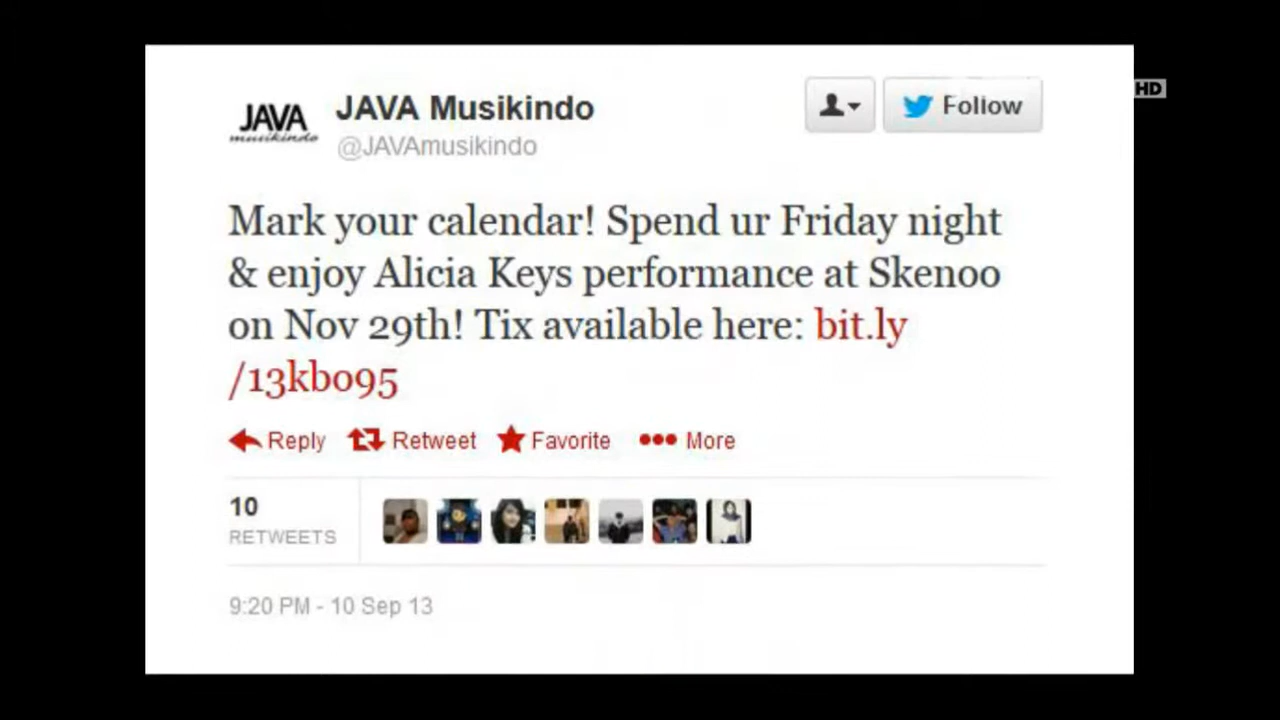 HD
JAVA
musikindo
JAVA Musikindo
@JAVAmusikindo
Follow
Mark your calendar! Spend ur Friday night
& enjoy Alicia Keys performance at Skenoo
on Nov 29th! Tix available here: bit.ly
/13kbo95
Reply Retweet Favorite More
10
RETWEETS
9:20 PM - 10 Sep 13